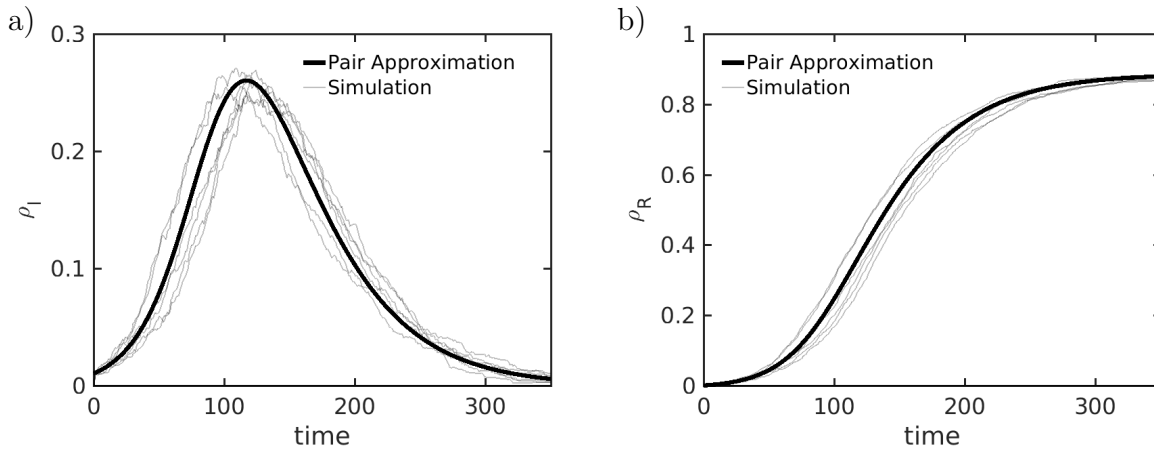 a)
0.3
0.2
0.1
0
ρI
Pair Approximation
Simulation
0 100 200 300
time
b)
1
0.8
0.6
0.4
0.2
0
ρR
Pair Approximation
Simulation
0 100 200 300
time